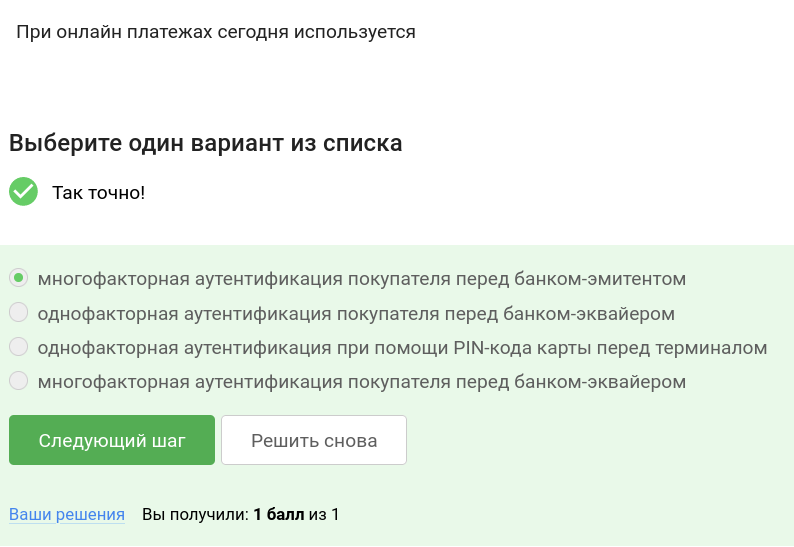 При онлайн платежах сегодня используется
Выберите один вариант из списка
Так точно!
многофакторная аутентификация покупателя перед банком-эмитентом
однофакторная аутентификация покупателя перед банком-эквайером
однофакторная аутентификация при помощи PIN-кода карты перед терминалом
многофакторная аутентификация покупателя перед банком-эквайером
Следующий шаг Решить снова
Ваши решения Вы получили: 1 балл из 1